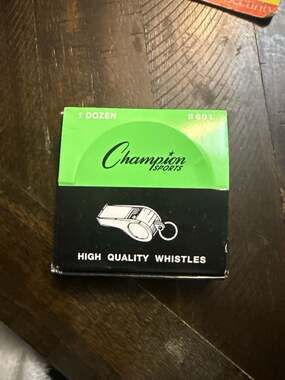 1 DOZEN
Champion
SPORTS
HIGH QUALITY WHISTLES